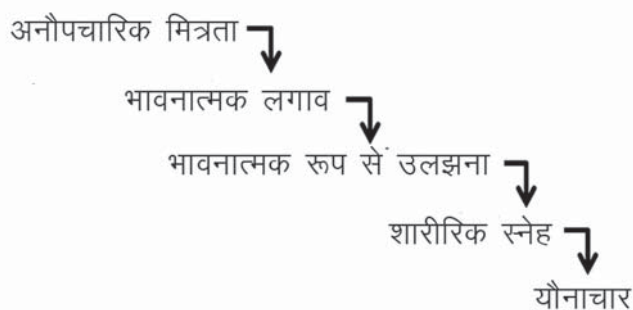 अनौपचारिक मित्रता
भावनात्मक लगाव
भावनात्मक रूप से उलझना
शारीरिक स्नेह
यौनाचार